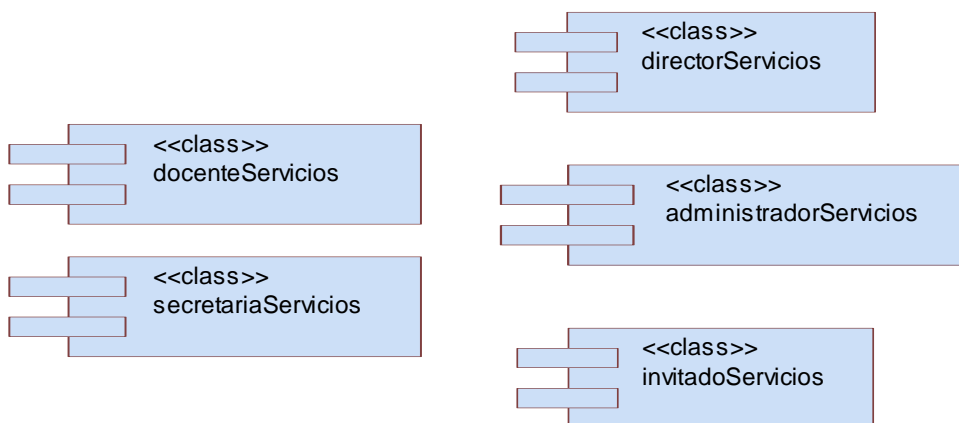 <<class>>
directorServicios
<<class>>
docenteServicios
<<class>>
administradorServicios
<<class>>
secretariaServicios
<<class>>
invitadoServicios